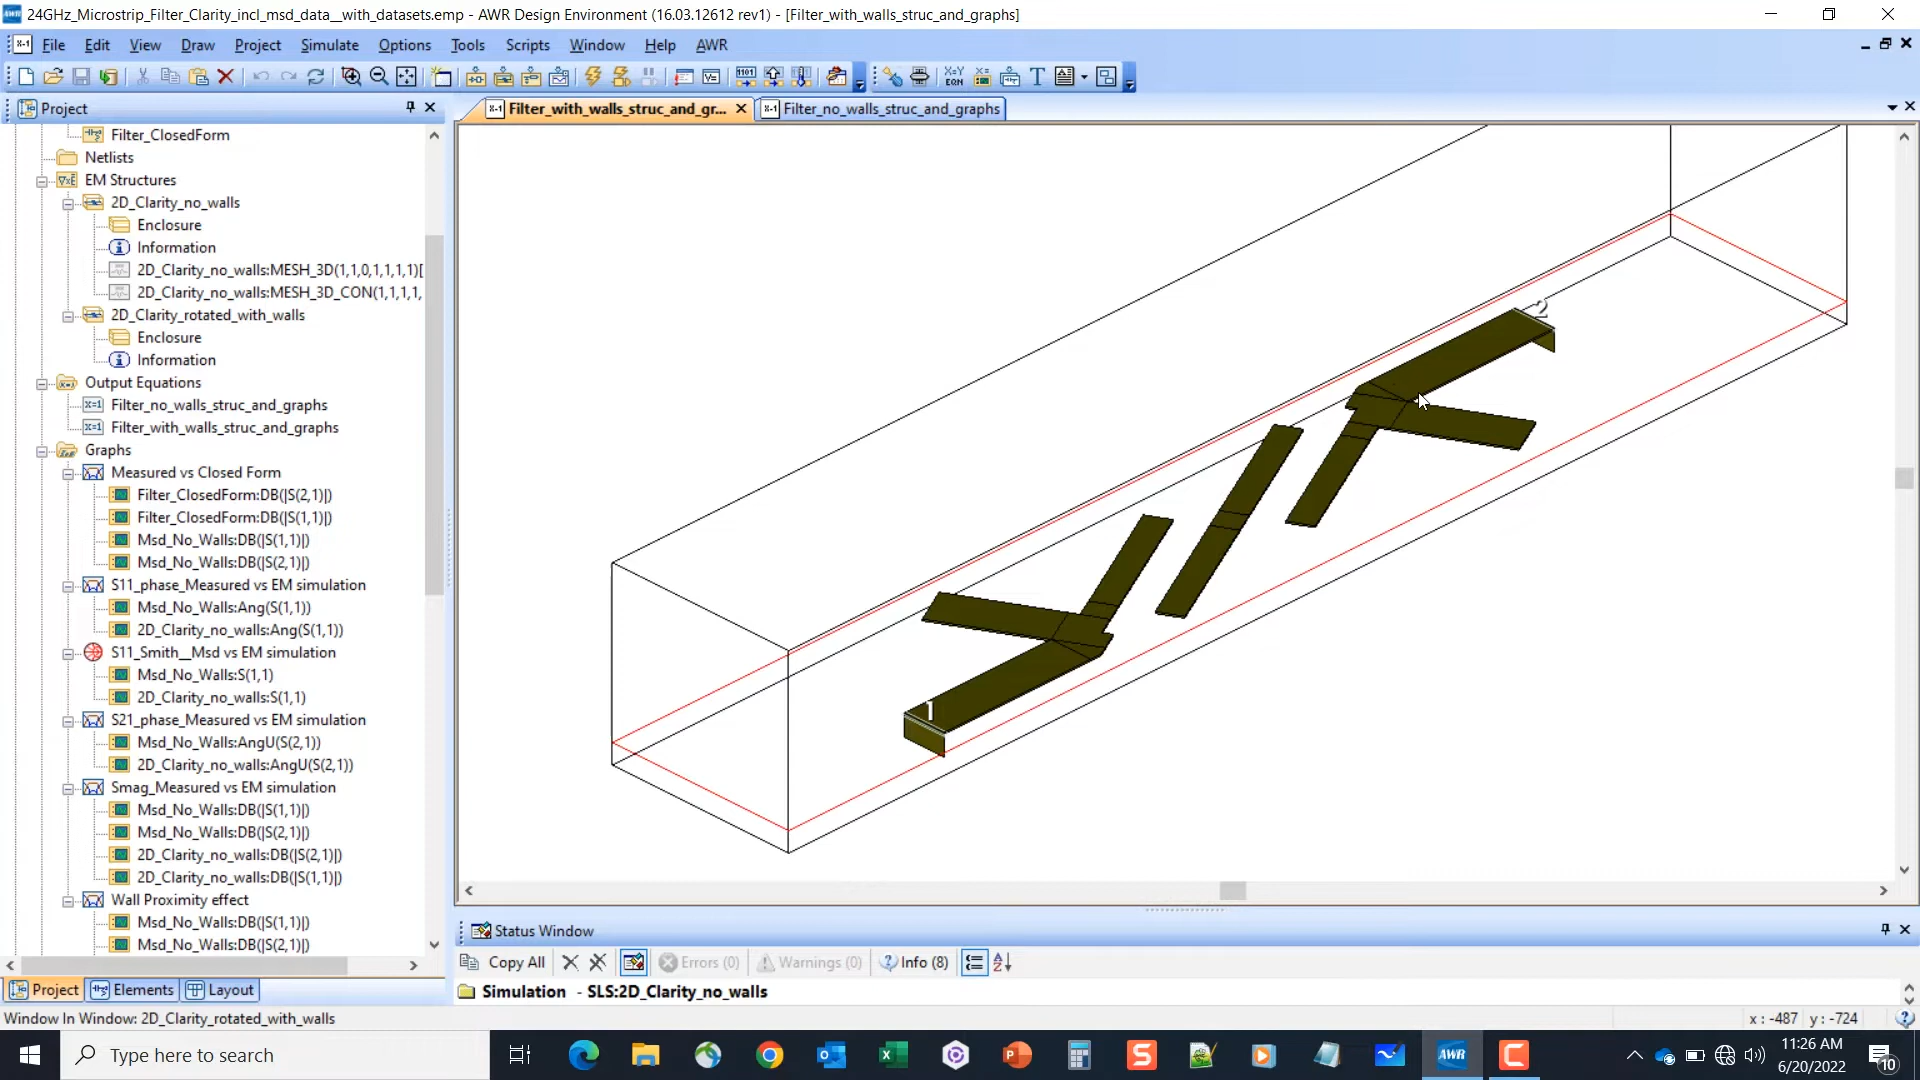 24GHz_Microstrip_Filter_Clarity_incl_msd_data__with_datasets.emp - AWR Design Environment (16.03.12612 rev1) - [Filter_with_walls_struc_and_graphs]
File Edit View Draw Project Simulate Options Tools Scripts Window Help AWR
Project
Filter_with_walls_struc_and_gr... Filter_no_walls_struc_and_graphs
Filter_ClosedForm
Netlists
EM Structures
2D_Clarity_no_walls
Enclosure
Information
2D_Clarity_no_walls:MESH_3D(1,1,0,1,1,1,1)[
2D_Clarity_no_walls:MESH_3D_CON(1,1,1,1,
2D_Clarity_rotated_with_walls
Enclosure
Information
Output Equations
Filter_no_walls_struc_and_graphs
Filter_with_walls_struc_and_graphs
Graphs
Measured vs Closed Form
Filter_ClosedForm:DB(|S(2,1)|)
Filter_ClosedForm:DB(|S(1,1)|)
Msd_No_Walls:DB(|S(1,1)|)
Msd_No_Walls:DB(|S(2,1)|)
S11_phase_Measured vs EM simulation
Msd_No_Walls:Ang(S(1,1))
2D_Clarity_no_walls:Ang(S(1,1))
S11_Smith__Msd vs EM simulation
Msd_No_Walls:S(1,1)
2D_Clarity_no_walls:S(1,1)
S21_phase_Measured vs EM simulation
Msd_No_Walls:AngU(S(2,1))
2D_Clarity_no_walls:AngU(S(2,1))
Smag_Measured vs EM simulation
Msd_No_Walls:DB(|S(1,1)|)
Msd_No_Walls:DB(|S(2,1)|)
2D_Clarity_no_walls:DB(|S(2,1)|)
2D_Clarity_no_walls:DB(|S(1,1)|)
Wall Proximity effect
Msd_No_Walls:DB(|S(1,1)|)
Msd_No_Walls:DB(|S(2,1)|)
2
1
Status Window
Copy All Errors (0) Warnings (0) Info (8)
Simulation - SLS:2D_Clarity_no_walls
Project Elements Layout
Window In Window: 2D_Clarity_rotated_with_walls
x : -487 y : -724
Type here to search
11:26 AM
6/20/2022
10